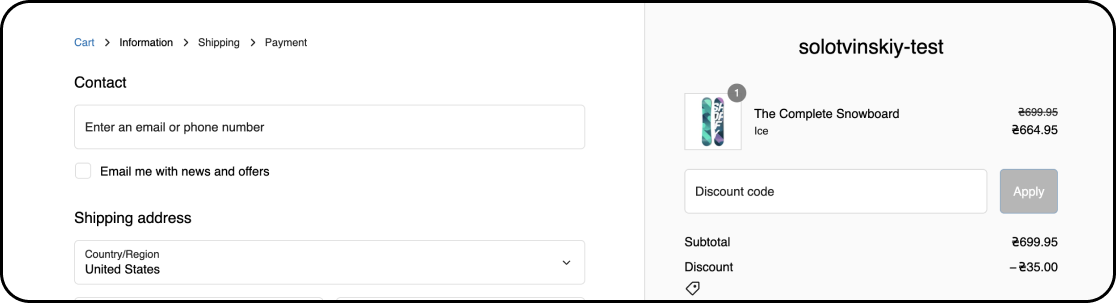 Cart > Information > Shipping > Payment
Contact
Enter an email or phone number
Email me with news and offers
Shipping address
Country/Region
United States
solotvinskiy-test
1
The Complete Snowboard
₴699.95
Ice
₴664.95
Discount code
Apply
Subtotal
₴699.95
Discount
−₴35.00